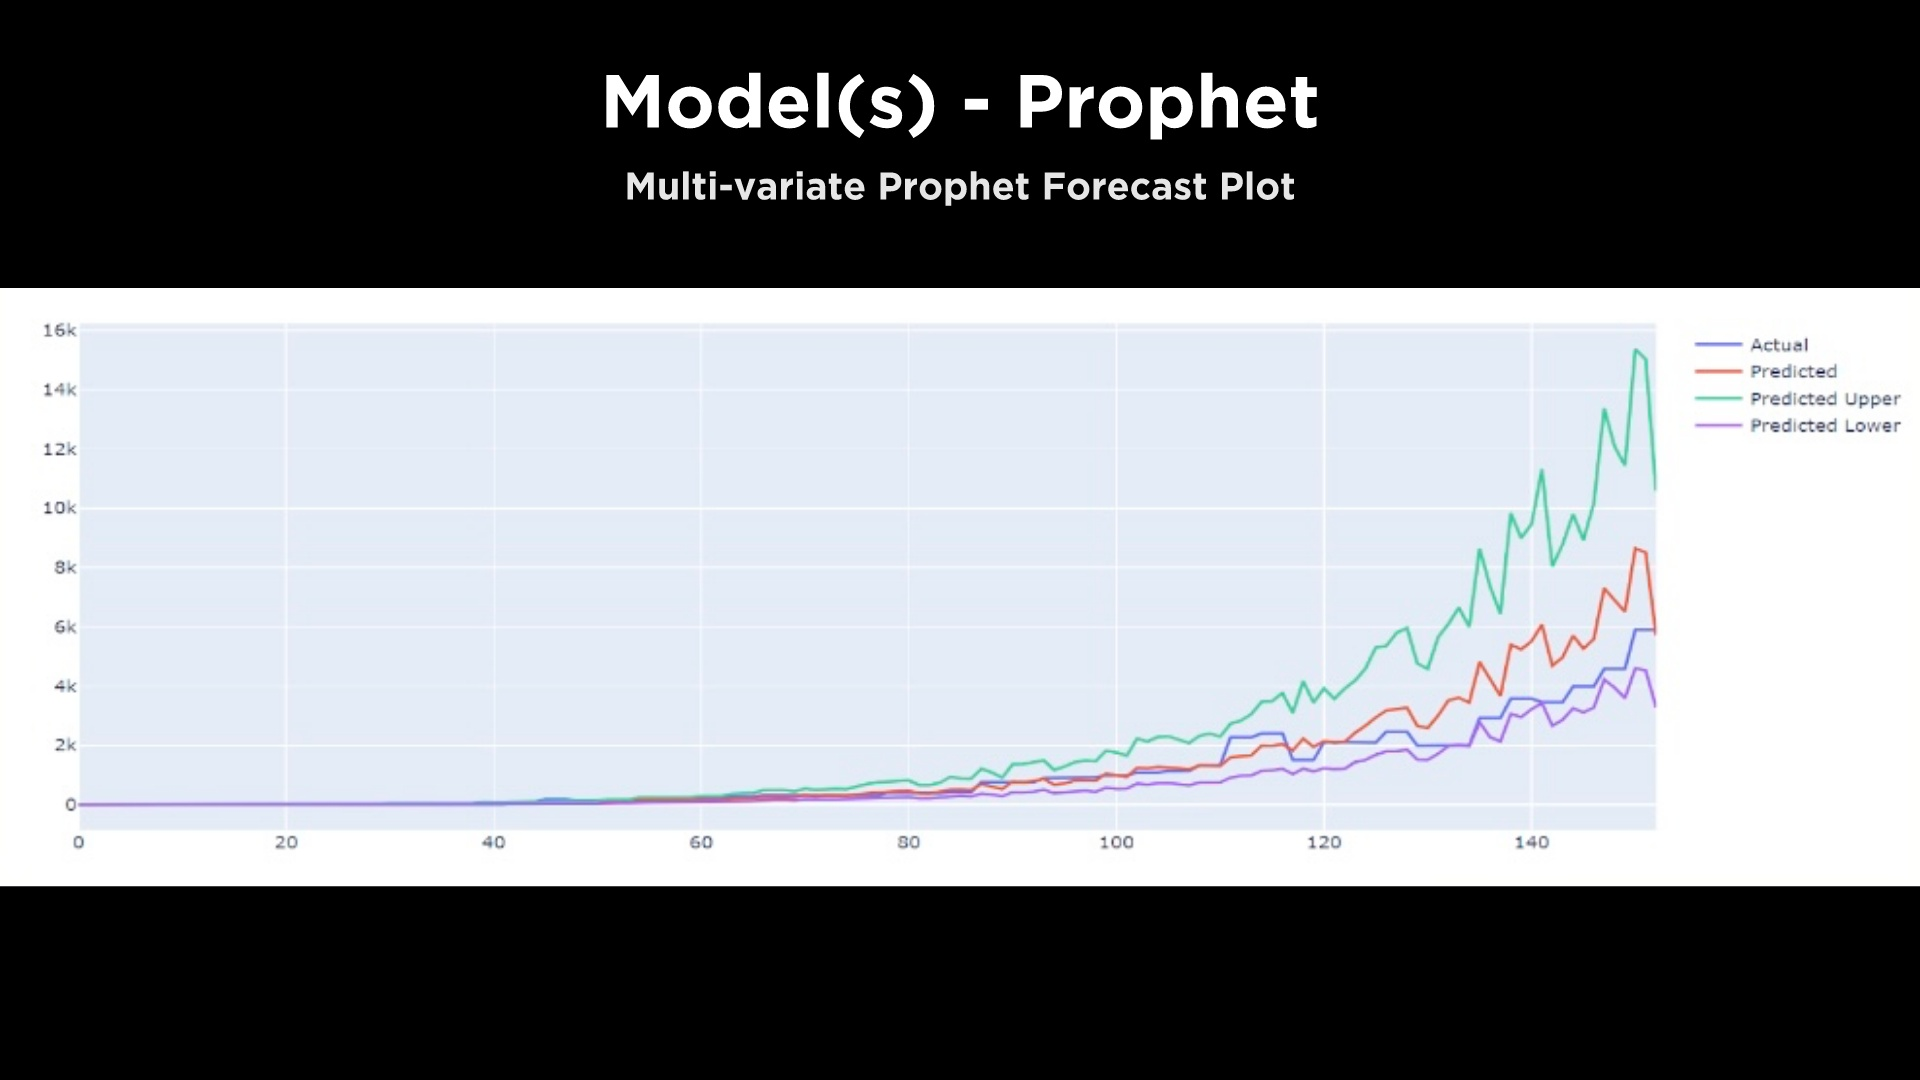 Model(s) - Prophet
Multi-variate Prophet Forecast Plot
16k
14k
12k
10k
8k
6k
4k
2k
0
0 20 40 60 80 100 120 140
Actual
Predicted
Predicted Upper
Predicted Lower